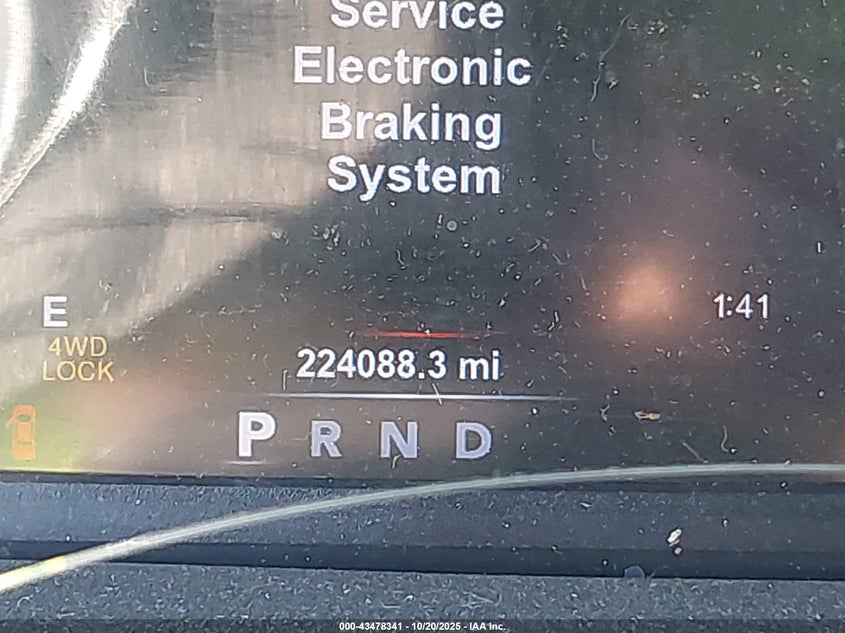 Service
Electronic
Braking
System
E
1:41
4WD
LOCK
224088.3 mi
P R N D
000-43478341 - 10/20/2025 - IAA Inc.